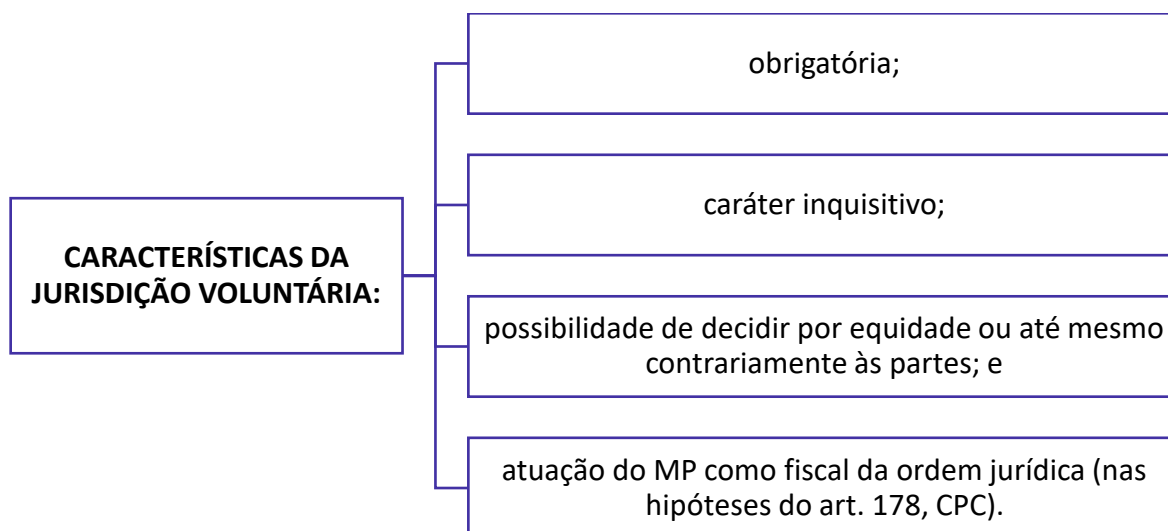 CARACTERÍSTICAS DA
JURISDIÇÃO VOLUNTÁRIA:
obrigatória;
caráter inquisitivo;
possibilidade de decidir por equidade ou até mesmo
contrariamente às partes; e
atuação do MP como fiscal da ordem jurídica (nas
hipóteses do art. 178, CPC).